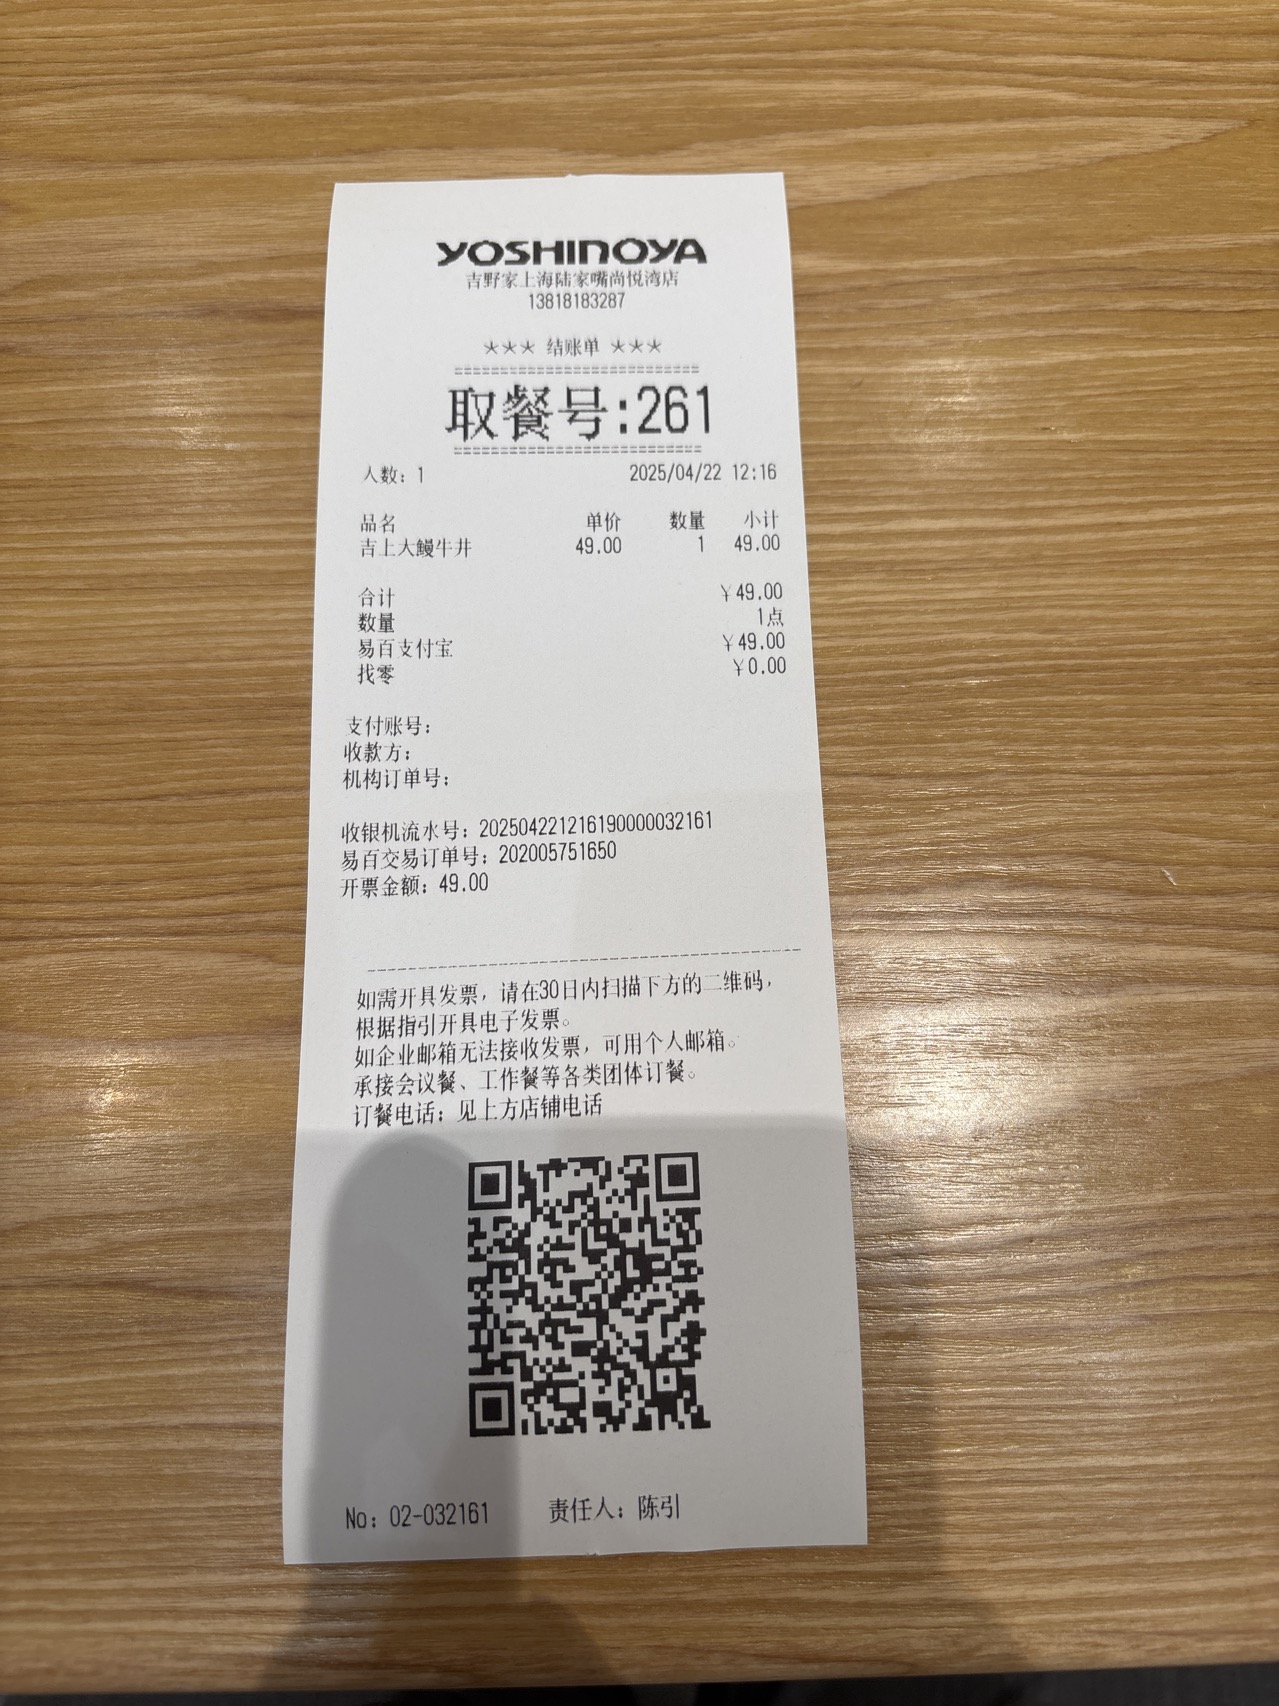 YOSHINOYA
吉野家上海陆家嘴尚悦湾店
13818183287
*** 结账单 ***
==========================
取餐号:261
==========================
人数: 1 2025/04/22 12:16
品名 单价 数量 小计
吉上大鳗牛井 49.00 1 49.00
合计 ¥49.00
数量 1点
易百支付宝 ¥49.00
找零 ¥0.00
支付账号:
收款方:
机构订单号:
收银机流水号: 202504221216190000032161
易百交易订单号: 202005751650
开票金额: 49.00
如需开具发票, 请在30日内扫描下方的二维码,
根据指引开具电子发票。
如企业邮箱无法接收发票, 可用个人邮箱。
承接会议餐、工作餐等各类团体订餐。
订餐电话: 见上方店铺电话
No: 02-032161 责任人: 陈引